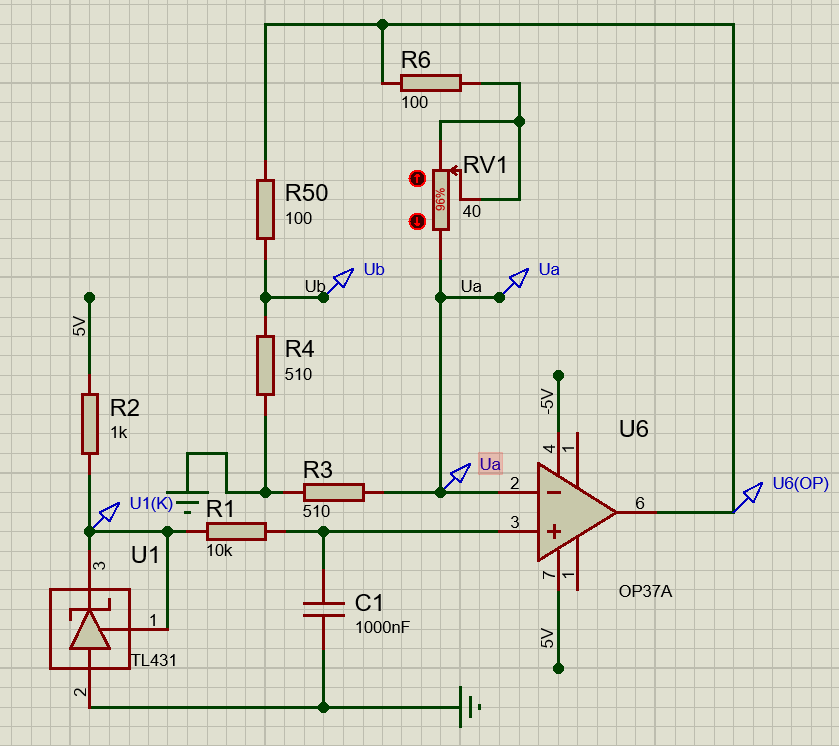 R6
100
RV1
96%
40
R50
100
Ub
Ub
Ua
Ua
5V
R4
510
R2
1k
-5V
U6
4
1
R3
510
Ua
2
U1(K)
R1
10k
3
6
U6(OP)
U1
3
7
1
OP37A
1
C1
1000nF
TL431
5V
2